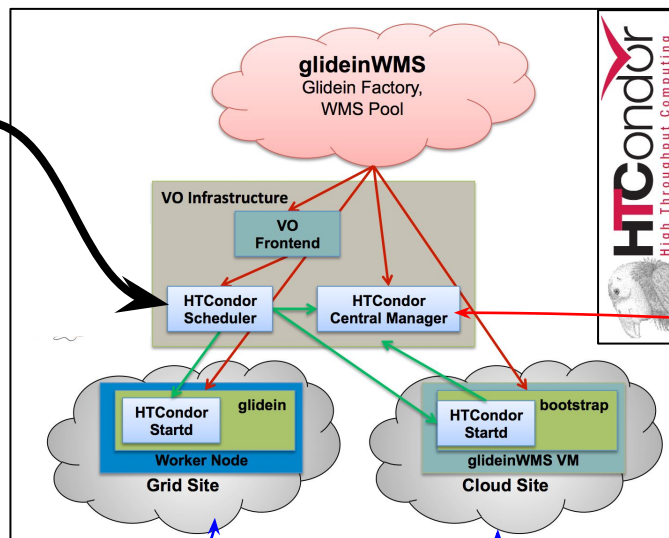 glideinWMS
Glidein Factory,
WMS Pool
HTCondor
High Throughput Computing
VO Infrastructure
VO
Frontend
HTCondor
Scheduler
HTCondor
Central Manager
glidein
HTCondor
Startd
Worker Node
Grid Site
bootstrap
HTCondor
Startd
glideinWMS VM
Cloud Site